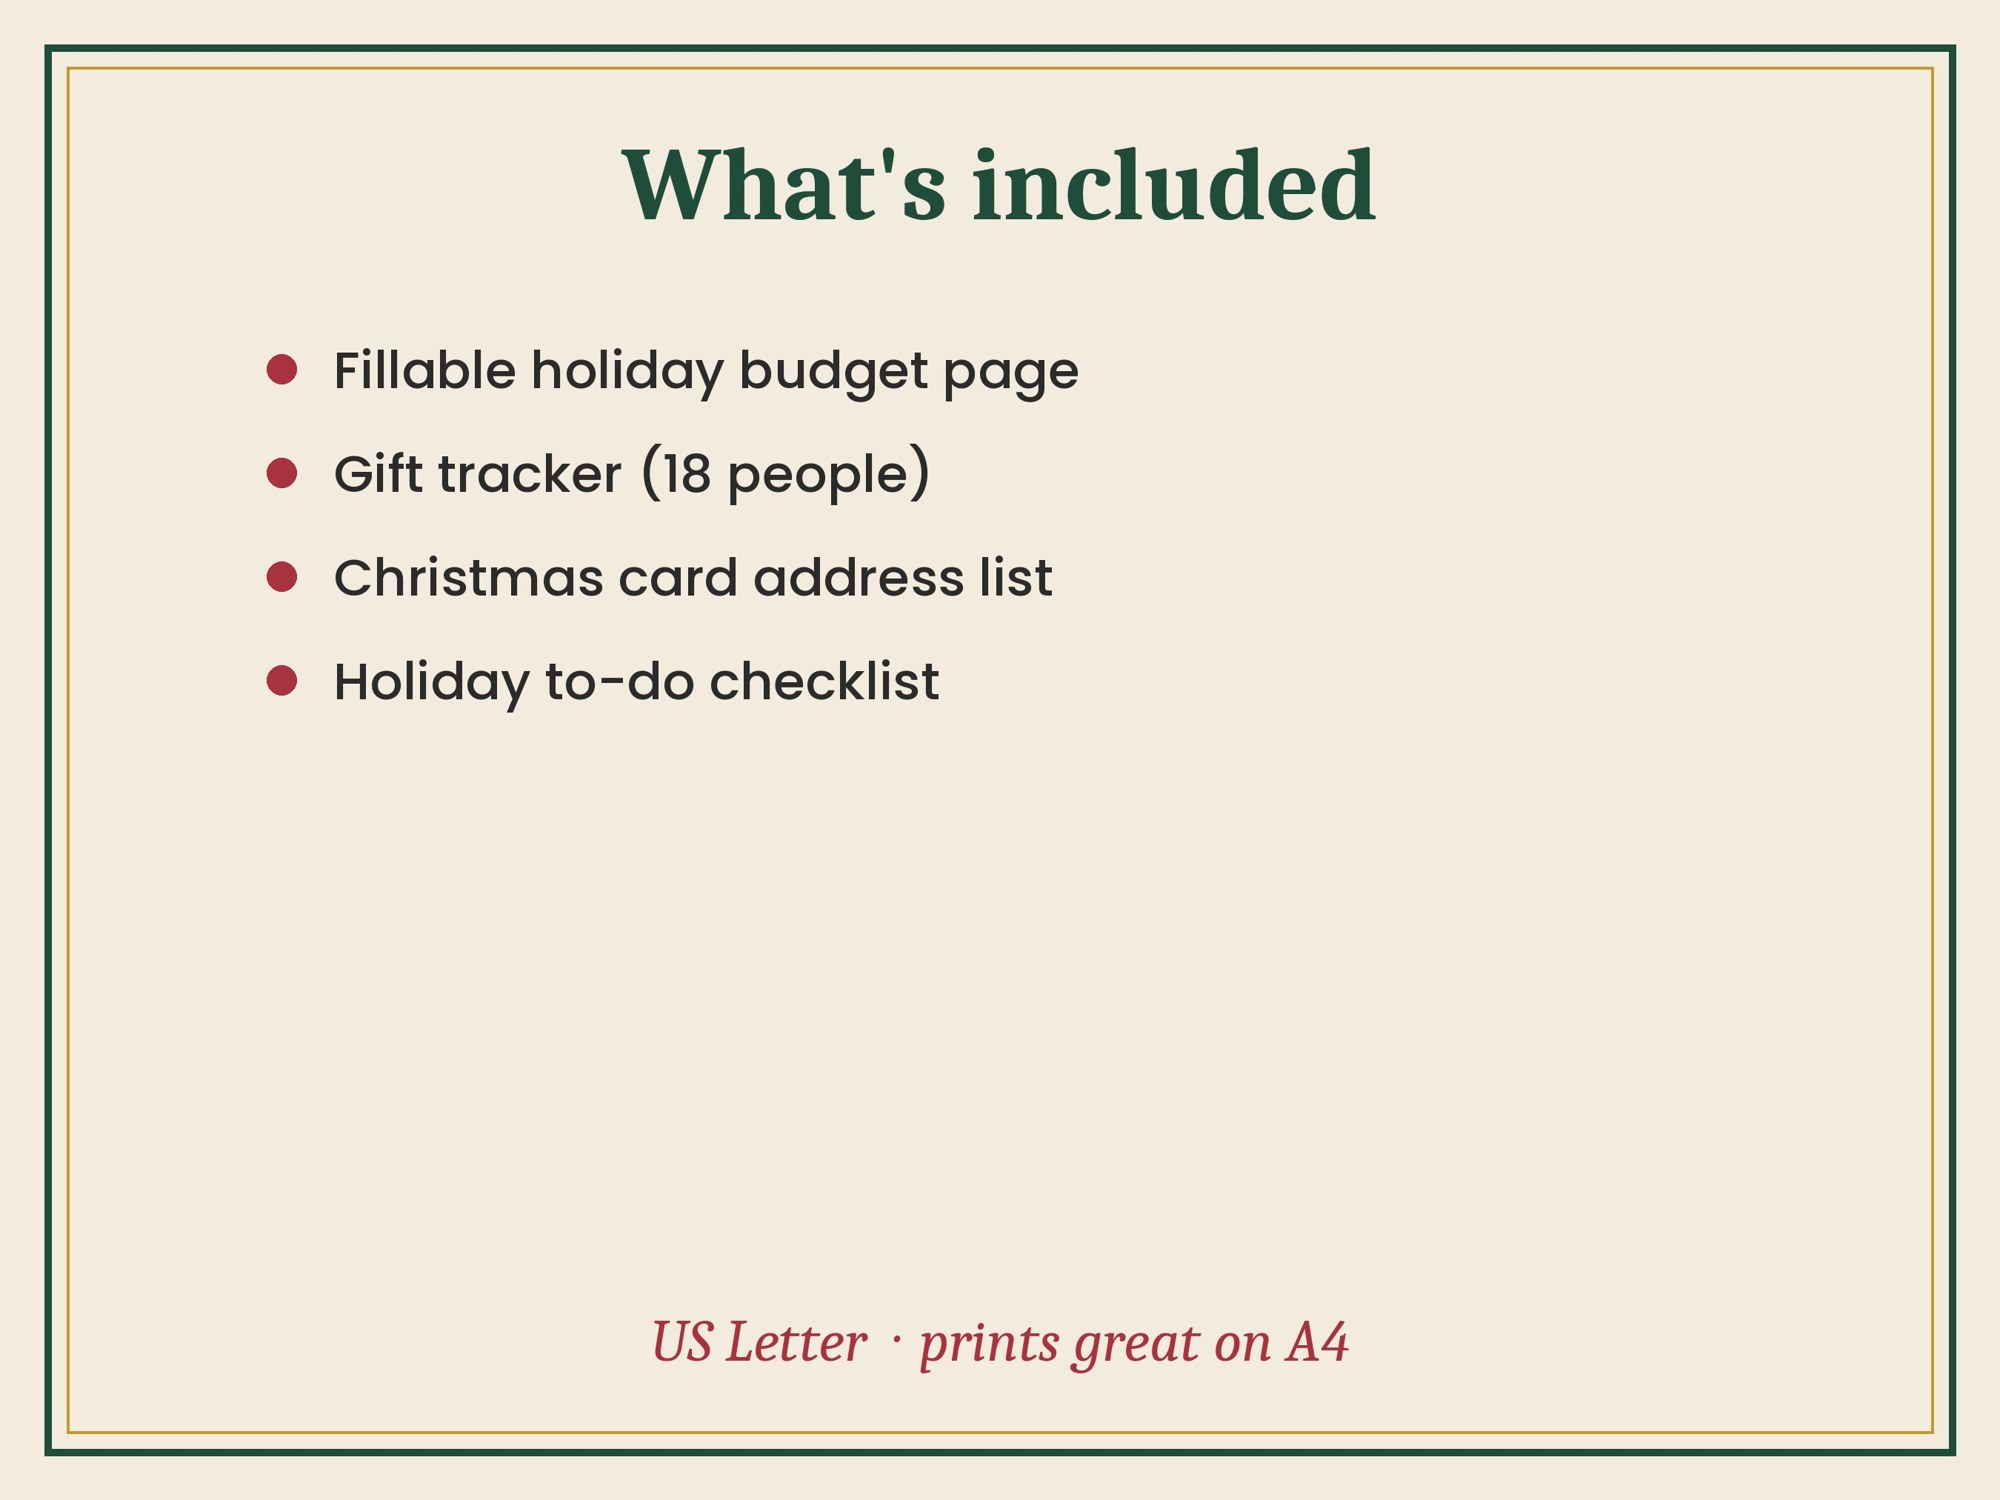 What's included
Fillable holiday budget page
Gift tracker (18 people)
Christmas card address list
Holiday to-do checklist
US Letter · prints great on A4